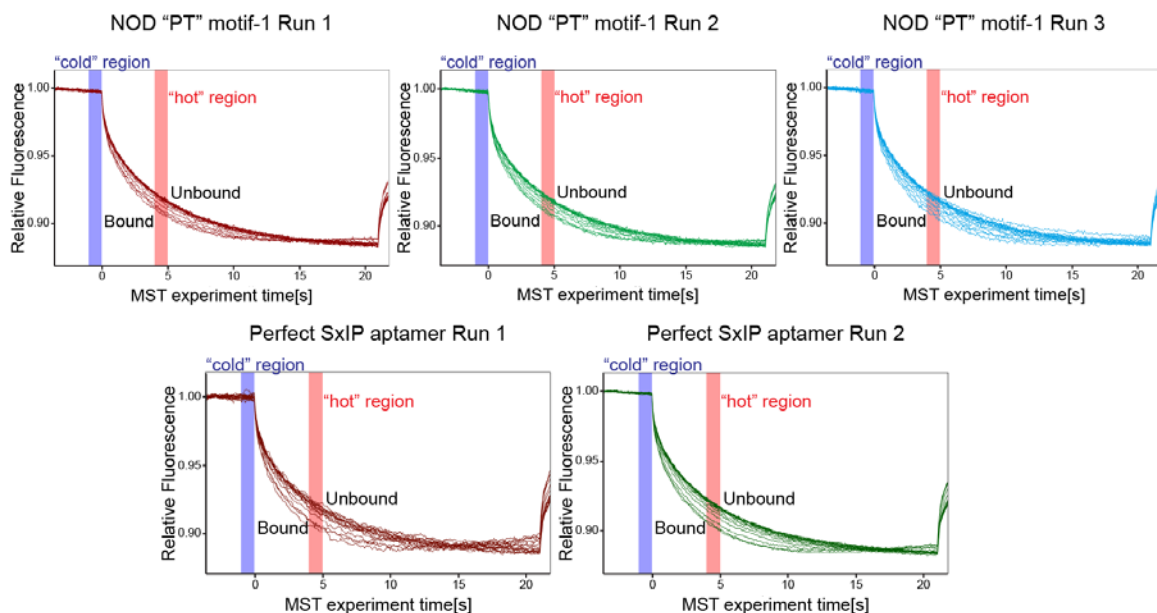 NOD “PT” motif-1 Run 1
“cold” region
“hot” region
Relative Fluorescence
1.00
0.95
0.90
Unbound
Bound
0
5
10
15
20
MST experiment time[s]
NOD “PT” motif-1 Run 2
“cold” region
“hot” region
Relative Fluorescence
1.00
0.95
0.90
Unbound
Bound
0
5
10
15
20
MST experiment time[s]
NOD “PT” motif-1 Run 3
“cold” region
“hot” region
Relative Fluorescence
1.00
0.95
0.90
Unbound
Bound
0
5
10
15
20
MST experiment time[s]
Perfect SxIP aptamer Run 1
“cold” region
“hot” region
Relative Fluorescence
1.00
0.95
0.90
Unbound
Bound
0
5
10
15
20
MST experiment time[s]
Perfect SxIP aptamer Run 2
“cold” region
“hot” region
Relative Fluorescence
1.00
0.95
0.90
Unbound
Bound
0
5
10
15
20
MST experiment time[s]